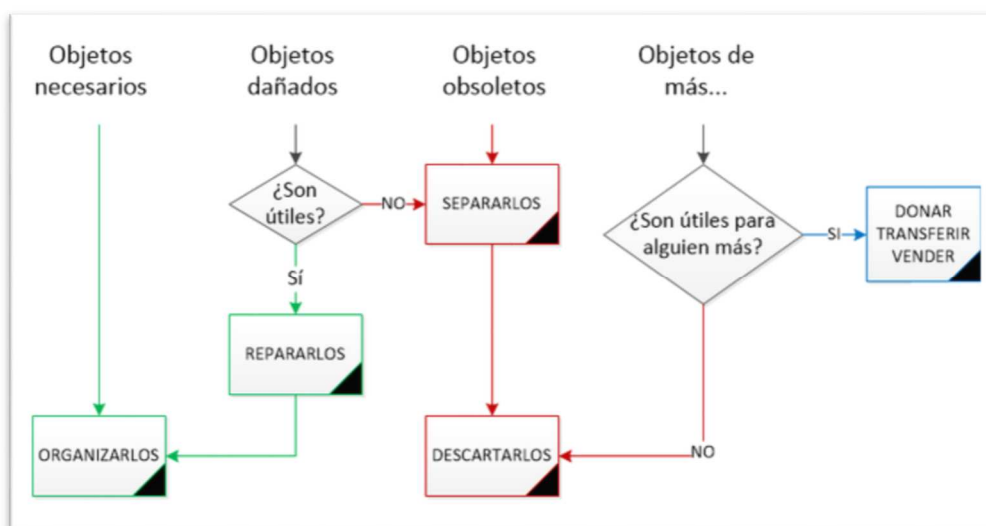 Objetos
necesarios
Objetos
dañados
Objetos
obsoletos
Objetos de
más...
¿Son
útiles?
NO
SEPARARLOS
¿Son útiles para
alguien más?
SI
DONAR
TRANSFERIR
VENDER
Sí
REPARARLOS
ORGANIZARLOS
DESCARTARLOS
NO